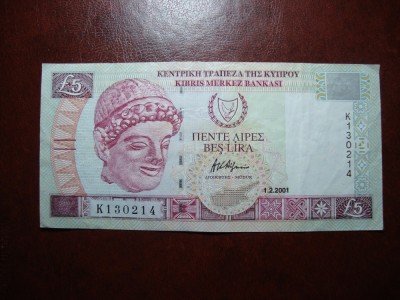 ΚΕΝΤΡΙΚΗ ΤΡΑΠΕΖΑ ΤΗΣ ΚΥΠΡΟΥ
KIBRIS MERKEZ BANKASI
£5
K130214
ΠΕΝΤΕ ΛΙΡΕΣ
BEŞ LİRA
1.2.2001
K130214
£5